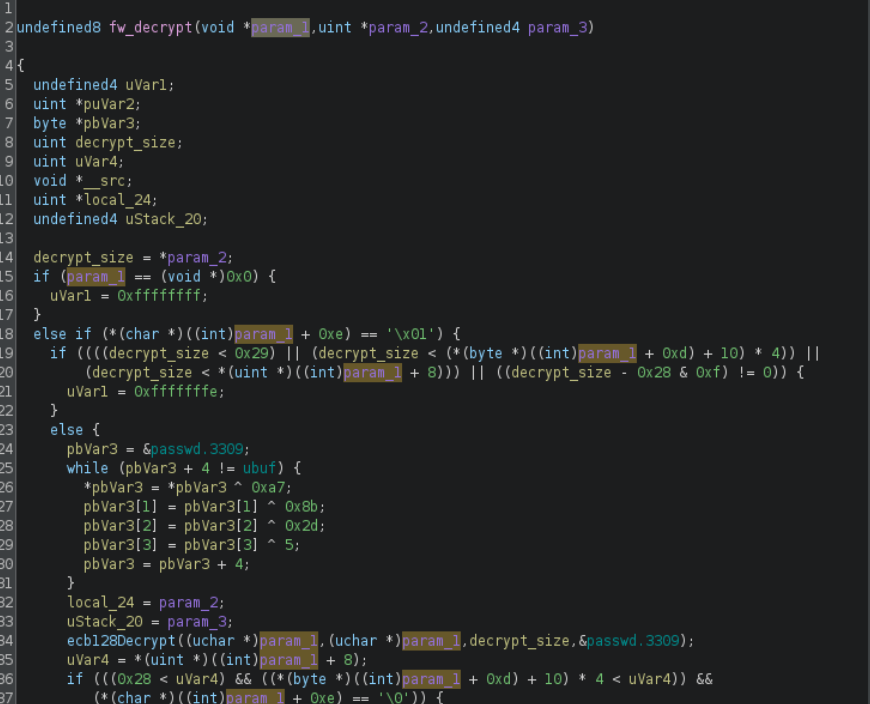 1
2 undefined8 fw_decrypt(void *param_1,uint *param_2,undefined4 param_3)
3
4 {
5 undefined4 uVar1;
6 uint *puVar2;
7 byte *pbVar3;
8 uint decrypt_size;
9 uint uVar4;
10 void *__src;
11 uint *local_24;
12 undefined4 uStack_20;
13
14 decrypt_size = *param_2;
15 if (param_1 == (void *)0x0) {
16 uVar1 = 0xffffffff;
17 }
18 else if (*(char *)((int)param_1 + 0xe) == '\x01') {
19 if ((((decrypt_size < 0x29) || (decrypt_size < (*(byte *)((int)param_1 + 0xd) + 10) * 4)) ||
20 (decrypt_size < *(uint *)((int)param_1 + 8))) || ((decrypt_size - 0x28 & 0xf) != 0)) {
21 uVar1 = 0xfffffffe;
22 }
23 else {
24 pbVar3 = &passwd.3309;
25 while (pbVar3 + 4 != ubuf) {
26 *pbVar3 = *pbVar3 ^ 0xa7;
27 pbVar3[1] = pbVar3[1] ^ 0x8b;
28 pbVar3[2] = pbVar3[2] ^ 0x2d;
29 pbVar3[3] = pbVar3[3] ^ 5;
30 pbVar3 = pbVar3 + 4;
31 }
32 local_24 = param_2;
33 uStack_20 = param_3;
34 ecb128Decrypt((uchar *)param_1,(uchar *)param_1,decrypt_size,&passwd.3309);
35 uVar4 = *(uint *)((int)param_1 + 8);
36 if (((0x28 < uVar4) && ((*(byte *)((int)param_1 + 0xd) + 10) * 4 < uVar4)) &&
37 (*(char *)((int)param_1 + 0xe) == '\0')) {